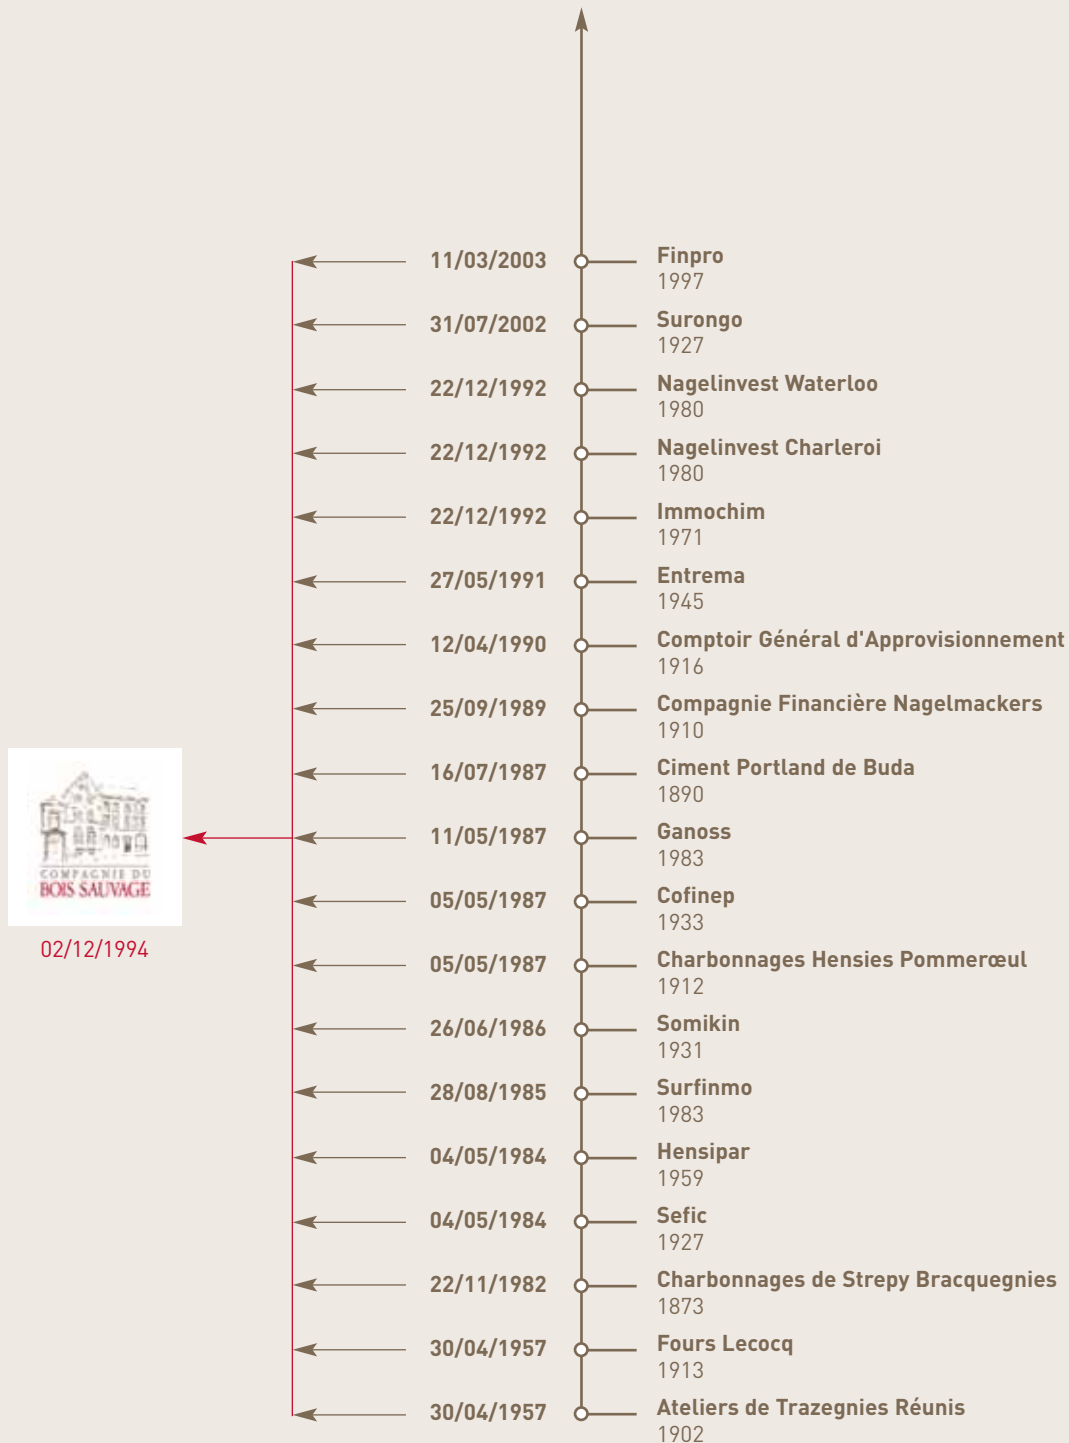 11/03/2003 Finpro
1997
31/07/2002 Surongo
1927
22/12/1992 Nagelinvest Waterloo
1980
22/12/1992 Nagelinvest Charleroi
1980
22/12/1992 Immochim
1971
27/05/1991 Entrema
1945
12/04/1990 Comptoir Général d'Approvisionnement
1916
25/09/1989 Compagnie Financière Nagelmackers
1910
16/07/1987 Ciment Portland de Buda
1890
11/05/1987 Ganoss
1983
05/05/1987 Cofinep
1933
05/05/1987 Charbonnages Hensies Pommerœul
1912
26/06/1986 Somikin
1931
28/08/1985 Surfinmo
1983
04/05/1984 Hensipar
1959
04/05/1984 Sefic
1927
22/11/1982 Charbonnages de Strepy Bracquegnies
1873
30/04/1957 Fours Lecocq
1913
30/04/1957 Ateliers de Trazegnies Réunis
1902
COMPAGNIE DU
BOIS SAUVAGE
02/12/1994